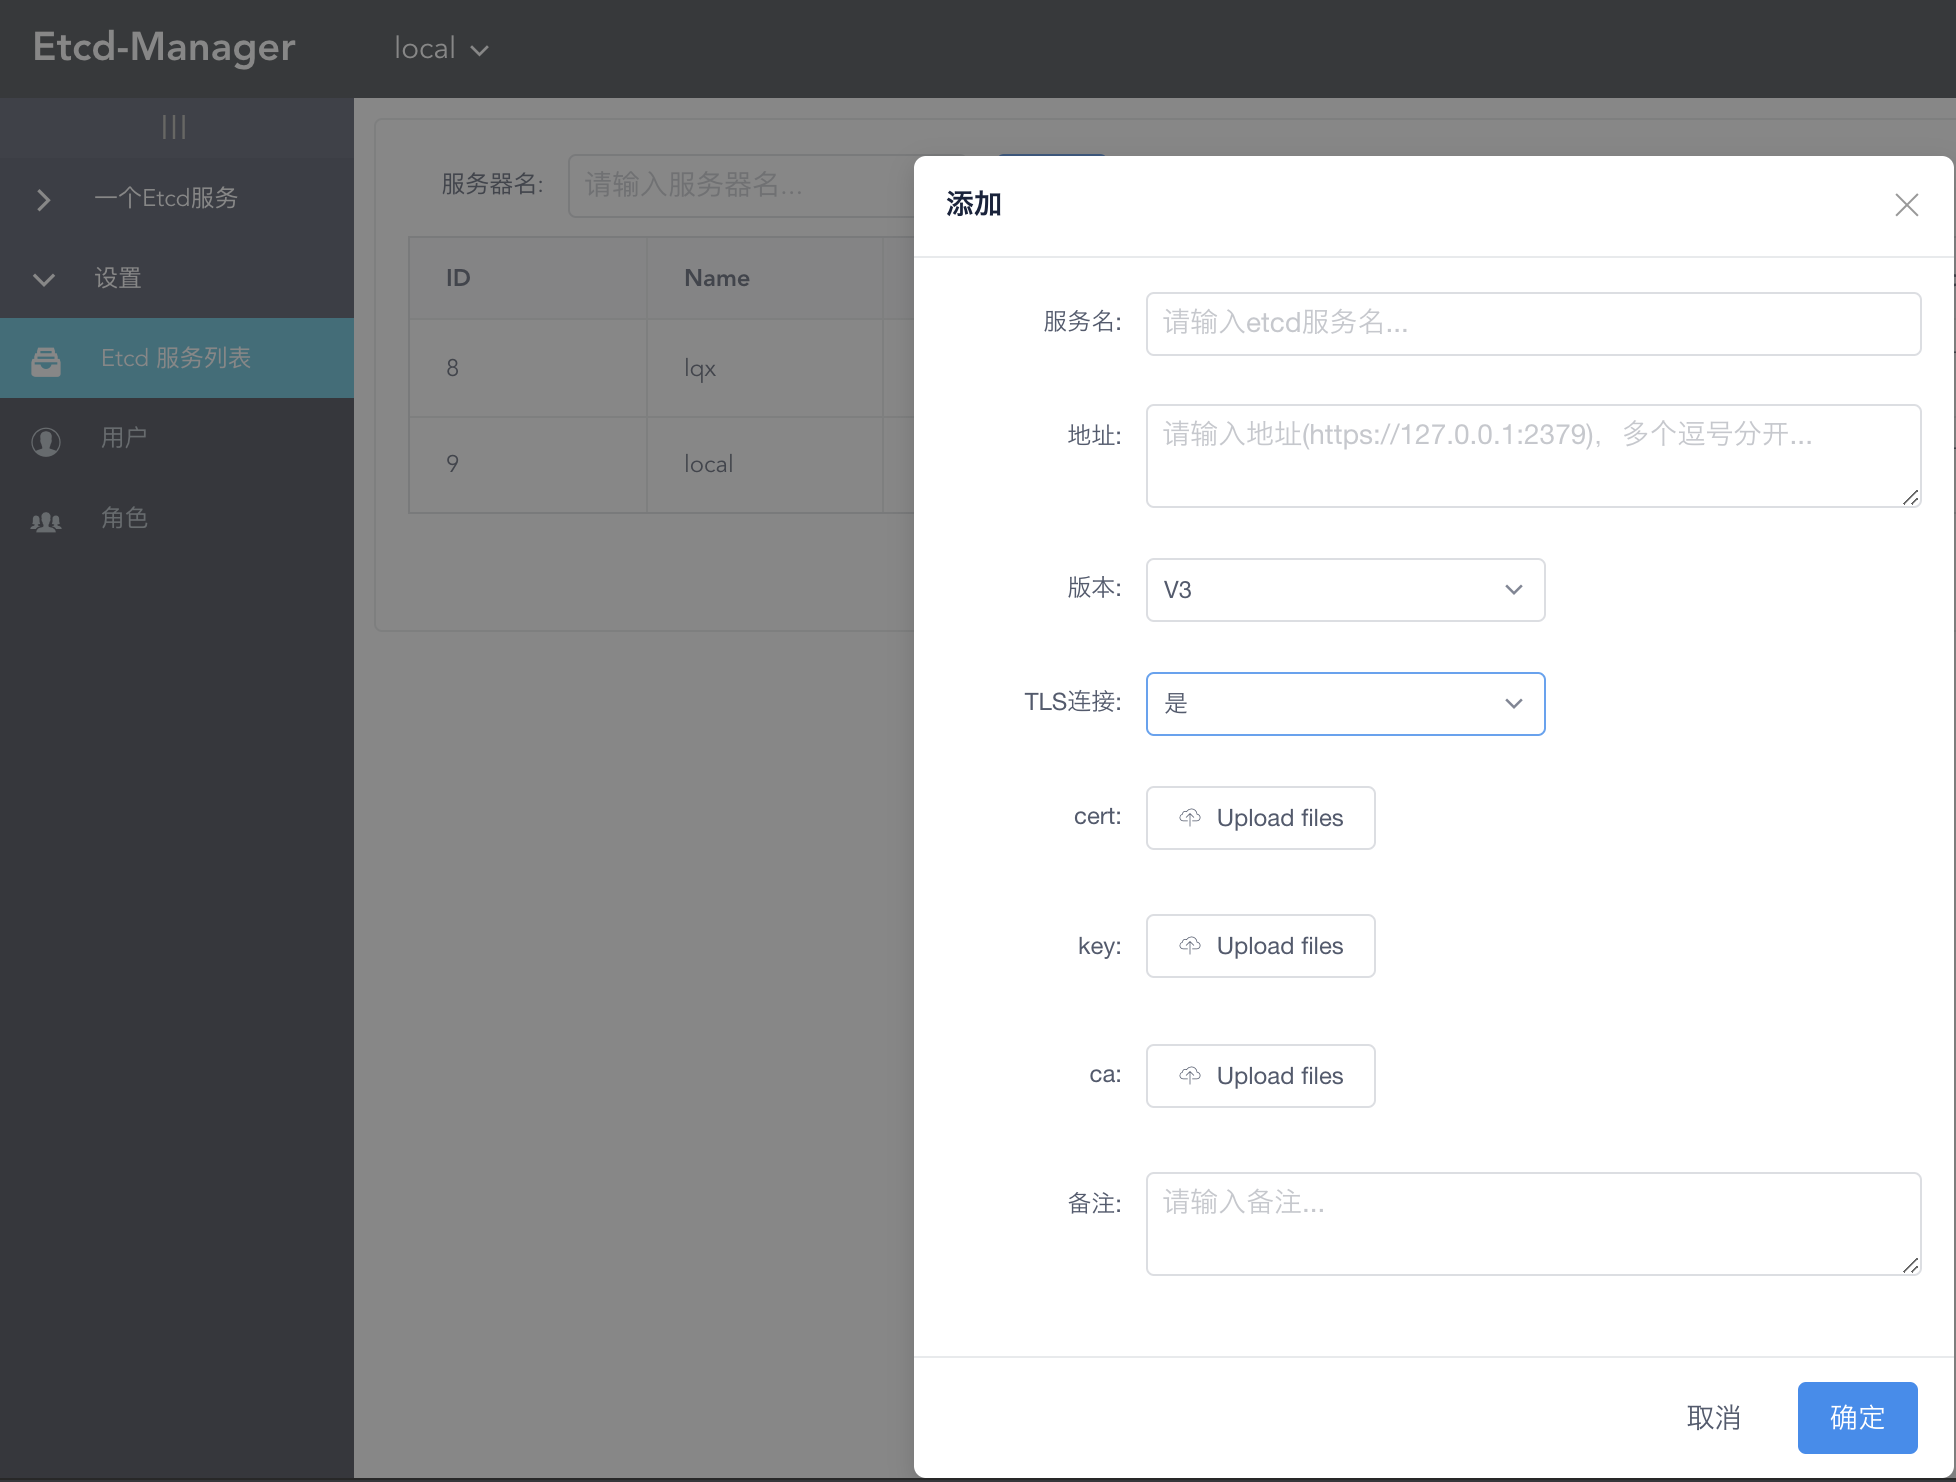 Etcd-Manager
local
一个Etcd服务
设置
Etcd 服务列表
用户
角色
服务器名:
请输入服务器名...
ID
Name
8
lqx
9
local
添加
服务名:
请输入etcd服务名...
地址:
请输入地址(https://127.0.0.1:2379)，多个逗号分开...
版本:
V3
TLS连接:
是
cert:
Upload files
key:
Upload files
ca:
Upload files
备注:
请输入备注...
取消
确定